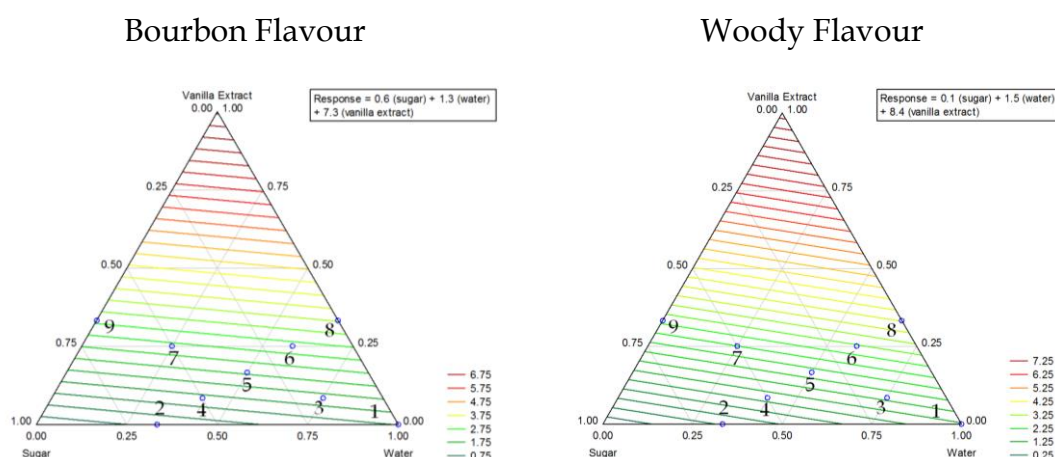 Bourbon Flavour
Vanilla Extract
0.00 1.00
Response = 0.6 (sugar) + 1.3 (water)
+ 7.3 (vanilla extract)
0.25 0.75
0.50 0.50
9 8
7 6 0.25
0.75
5
2 4 3 1
1.00 0.00
0.00 0.25 0.50 0.75 1.00
Sugar Water
6.75
5.75
4.75
3.75
2.75
1.75
0.75
Woody Flavour
Vanilla Extract
0.00 1.00
Response = 0.1 (sugar) + 1.5 (water)
+ 8.4 (vanilla extract)
0.25 0.75
0.50 0.50
9 8
7 6 0.25
0.75
5
2 4 3 1
1.00 0.00
0.00 0.25 0.50 0.75 1.00
Sugar Water
7.25
6.25
5.25
4.25
3.25
2.25
1.25
0.25